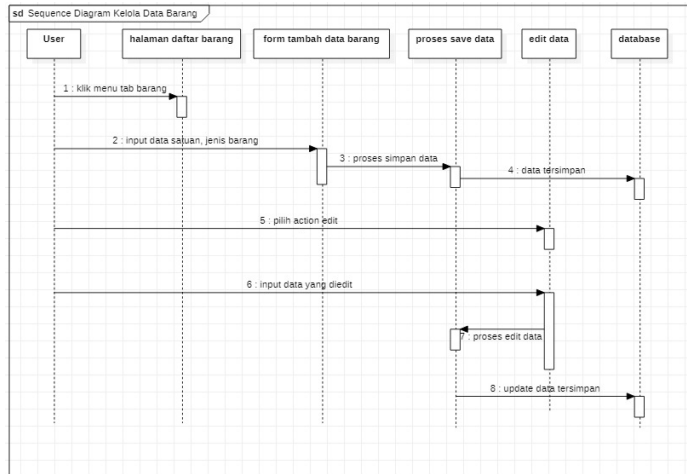 sd Sequence Diagram Kelola Data Barang
User
halaman daftar barang
form tambah data barang
proses save data
edit data
database
1 : klik menu tab barang
2 : input data satuan, jenis barang
3 : proses simpan data
4 : data tersimpan
5 : pilih action edit
6 : input data yang diedit
7 : proses edit data
8 : update data tersimpan